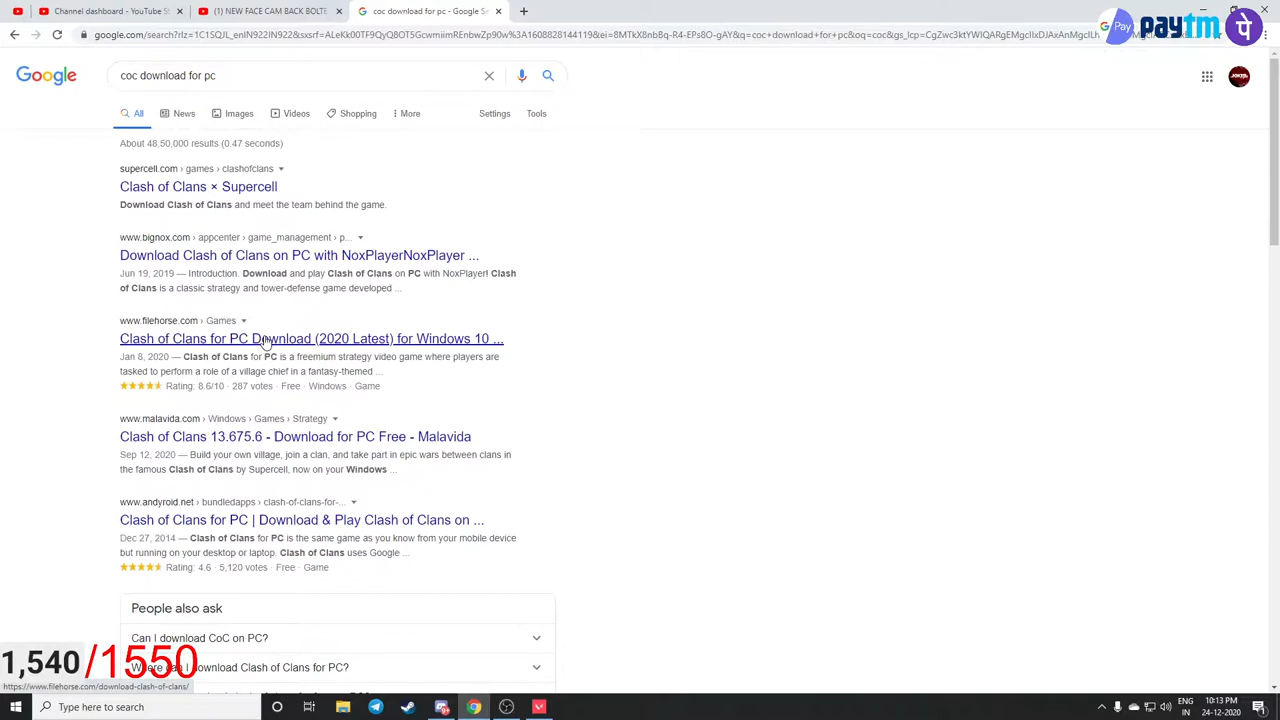 Channel dashboard - YouTube S
(1) NEW FACE CAM BACK BOLTE
coc download for pc - Google Se
G Pay paytm पे
google.com/search?rlz=1C1SQJL_enIN922IN922&
Google
coc download for pc
All News Images Videos Shopping More Settings Tools
About 48,50,000 results (0.47 seconds)
supercell.com › games › clashofclans
Clash of Clans × Supercell
Download Clash of Clans and meet the team behind the game.
www.bignox.com › appcenter › game_management › p...
Download Clash of Clans on PC with NoxPlayerNoxPlayer ...
Jun 19, 2019 — Introduction. Download and play Clash of Clans on PC with NoxPlayer! Clash
of Clans is a classic strategy and tower-defense game developed ...
www.filehorse.com › Games
Clash of Clans for PC Download (2020 Latest) for Windows 10 ...
Jan 8, 2020 — Clash of Clans for PC is a freemium strategy video game where players are
tasked to perform a role of a village chief in a fantasy-themed ...
Rating: 8.6/10 · 287 votes · Free · Windows · Game
www.malavida.com › Windows › Games › Strategy
Clash of Clans 13.675.6 - Download for PC Free - Malavida
Sep 12, 2020 — Build your own village, join a clan, and take part in epic wars between clans in
the famous Clash of Clans by Supercell, now on your Windows ...
www.andyroid.net › bundledapps › clash-of-clans-for-...
Clash of Clans for PC | Download & Play Clash of Clans on ...
Dec 27, 2014 — Clash of Clans for PC is the same game as you know from your mobile device
but running on your desktop or laptop. Clash of Clans uses Google ...
Rating: 4.6 · 5,120 votes · Free · Game
People also ask
Can I download CoC on PC?
Where can I download Clash of Clans for PC?
1,540 /1550
https://www.filehorse.com/download-clash-of-clans/
Type here to search
ENG 10:13 PM
IN 24-12-2020